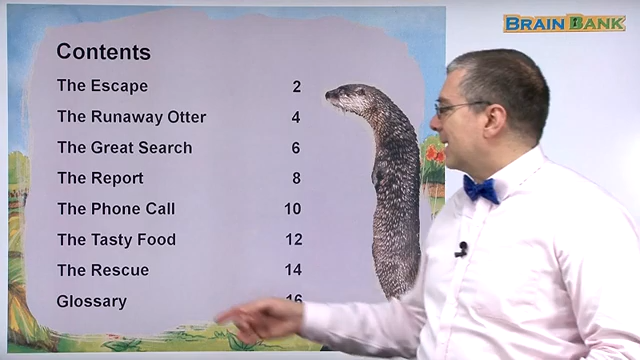 BRAIN BANK
Contents
The Escape 2
The Runaway Otter 4
The Great Search 6
The Report 8
The Phone Call 10
The Tasty Food 12
The Rescue 14
Glossary 16